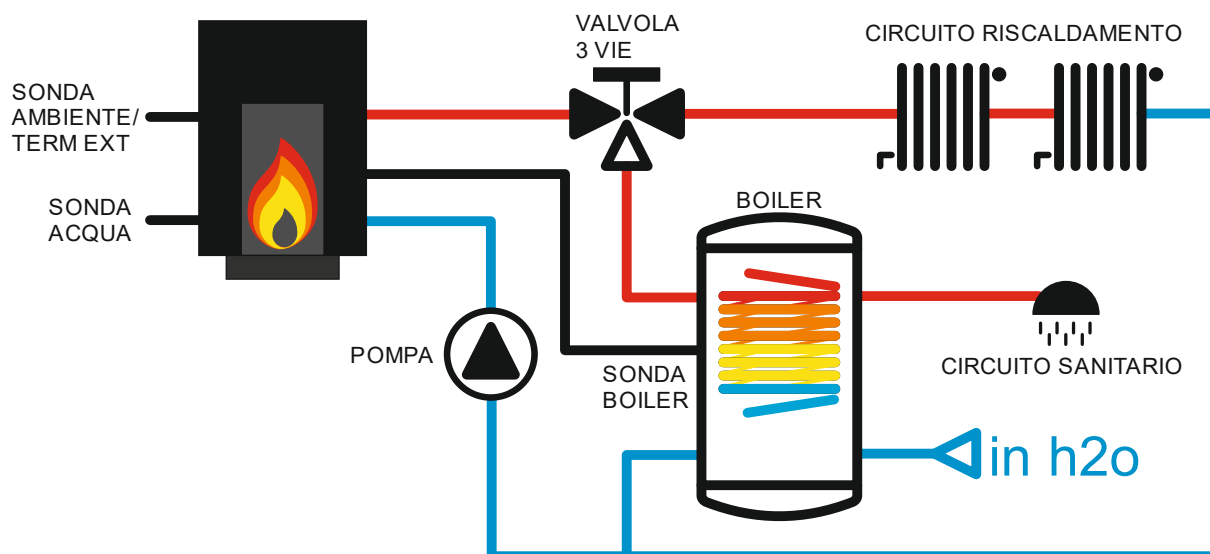 VALVOLA
3 VIE
CIRCUITO RISCALDAMENTO
SONDA
AMBIENTE/
TERM EXT
SONDA
ACQUA
BOILER
POMPA
SONDA
BOILER
CIRCUITO SANITARIO
in h2o